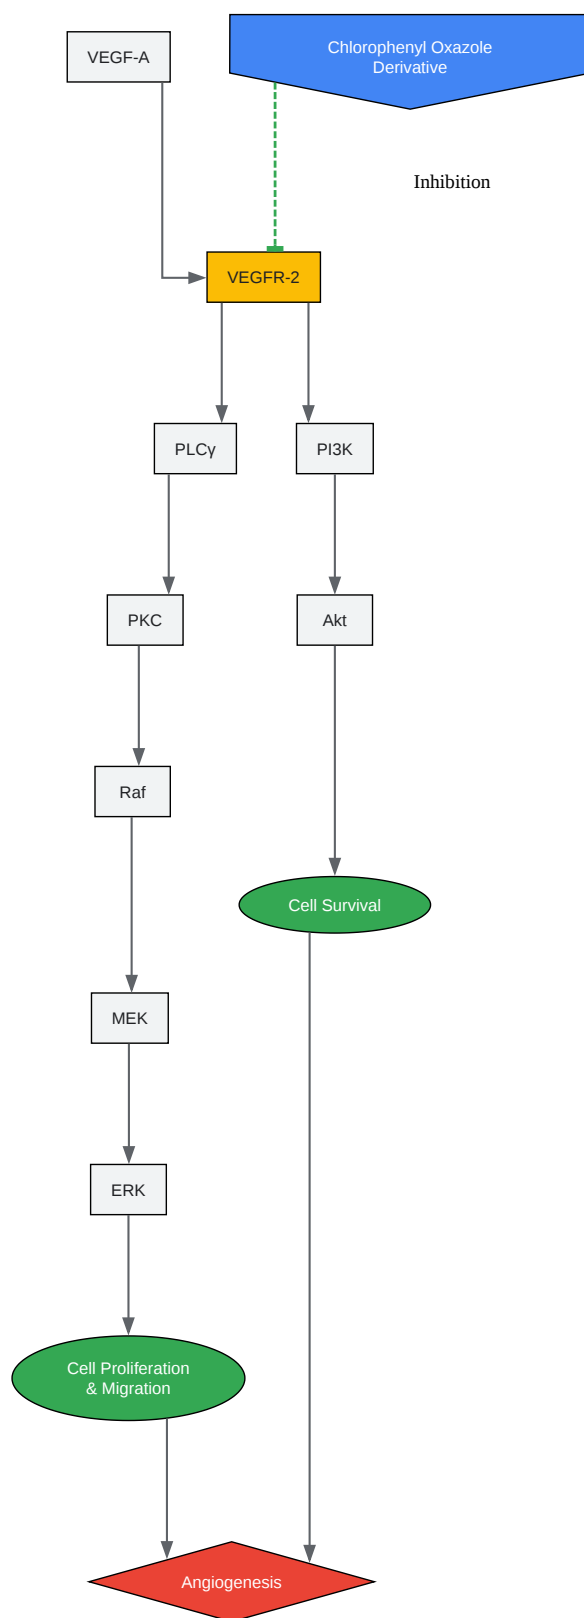 VEGF-A
Chlorophenyl Oxazole
Derivative
Inhibition
VEGFR-2
PLCγ
PI3K
PKC
Akt
Raf
Cell Survival
MEK
ERK
Cell Proliferation
& Migration
Angiogenesis